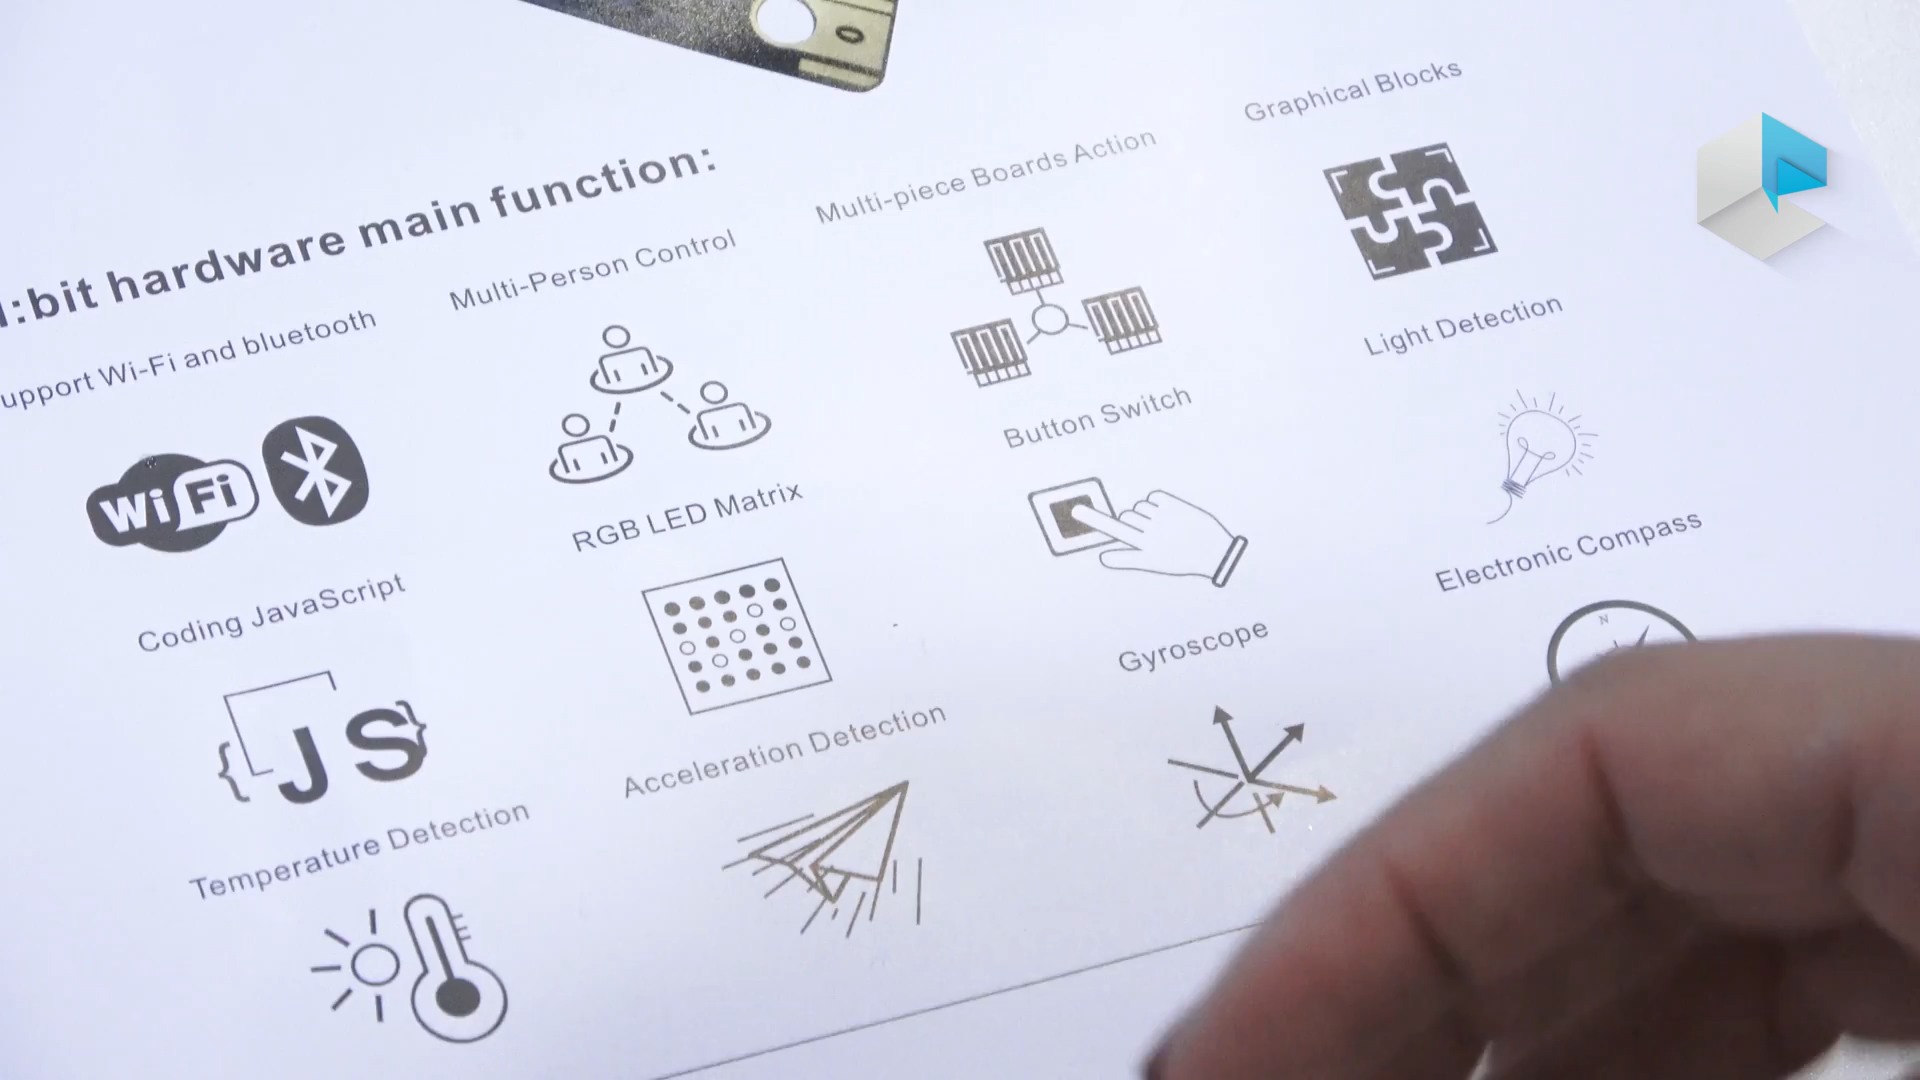 :bit hardware main function:
upport Wi-Fi and bluetooth
Multi-Person Control
Multi-piece Boards Action
Graphical Blocks
WiFi
Coding JavaScript
RGB LED Matrix
Button Switch
Light Detection
{JS}
Temperature Detection
Acceleration Detection
Gyroscope
Electronic Compass
N
0